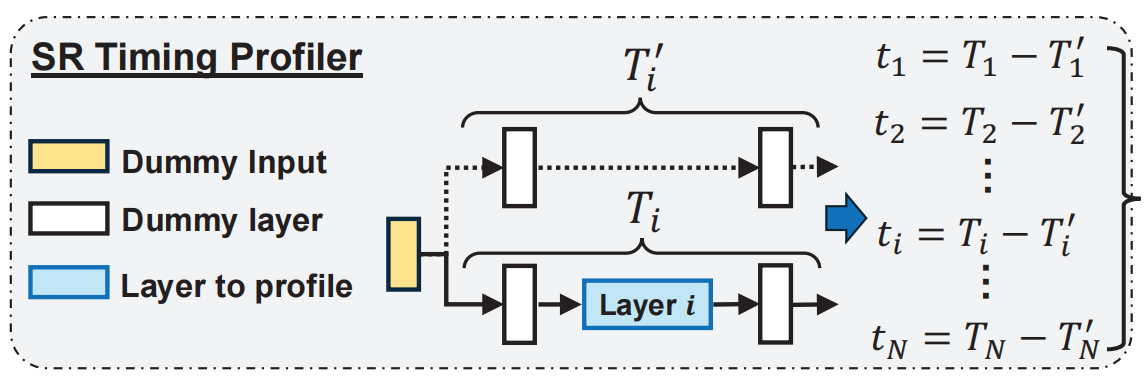 SR Timing Profiler
Dummy Input
Dummy layer
Layer to profile
T′ᵢ
Tᵢ
Layer i
t₁ = T₁ − T′₁
t₂ = T₂ − T′₂
⋮
tᵢ = Tᵢ − T′ᵢ
⋮
t_N = T_N − T′_N